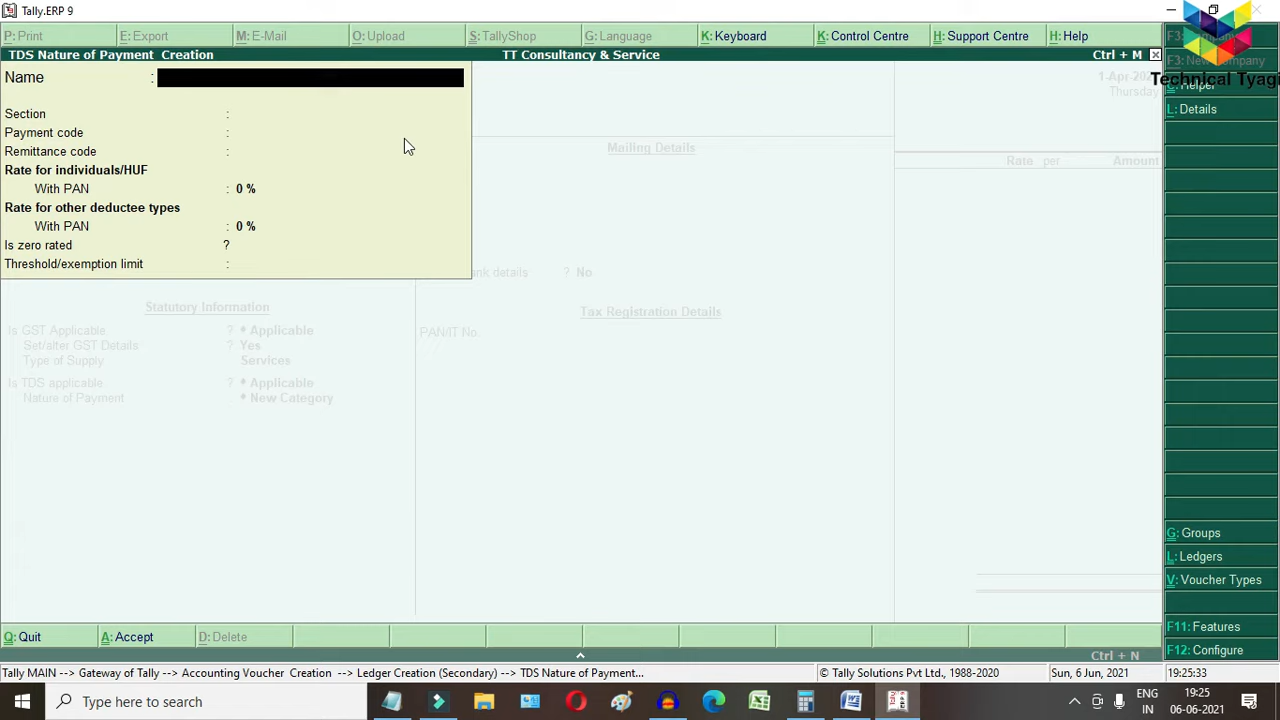 Tally.ERP 9
P: Print E: Export M: E-Mail O: Upload S: TallyShop G: Language K: Keyboard K: Control Centre H: Support Centre H: Help
TDS Nature of Payment Creation TT Consultancy & Service Ctrl + M
Name :
Technical Tyagi
Thursday
Helper
L: Details
Section :
Payment code :
Remittance code :
Rate for individuals/HUF
With PAN : 0 %
Rate for other deductee types
With PAN : 0 %
Is zero rated ?
Threshold/exemption limit :
Mailing Details
Rate per Amount
details ? No
Statutory Information
Tax Registration Details
Is GST Applicable ? ♦ Applicable
PAN/IT No.
Set/alter GST Details ? Yes
Type of Supply Services
Is TDS applicable ? ♦ Applicable
Nature of Payment ♦ New Category
G: Groups
L: Ledgers
V: Voucher Types
F11: Features
F12: Configure
Q: Quit A: Accept D: Delete
Ctrl + N
Tally MAIN --> Gateway of Tally --> Accounting Voucher Creation --> Ledger Creation (Secondary) --> TDS Nature of Payment... © Tally Solutions Pvt Ltd., 1988-2020 Sun, 6 Jun, 2021 19:25:33
Type here to search
ENG
IN
19:25
06-06-2021